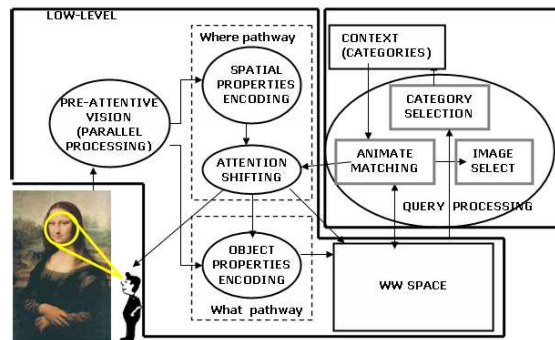 LOW-LEVEL
Where pathway
PRE-ATTENTIVE
VISION
(PARALLEL
PROCESSING)
SPATIAL
PROPERTIES
ENCODING
ATTENTION
SHIFTING
OBJECT
PROPERTIES
ENCODING
What pathway
CONTEXT
(CATEGORIES)
CATEGORY
SELECTION
ANIMATE
MATCHING
IMAGE
SELECT
QUERY PROCESSING
WW SPACE